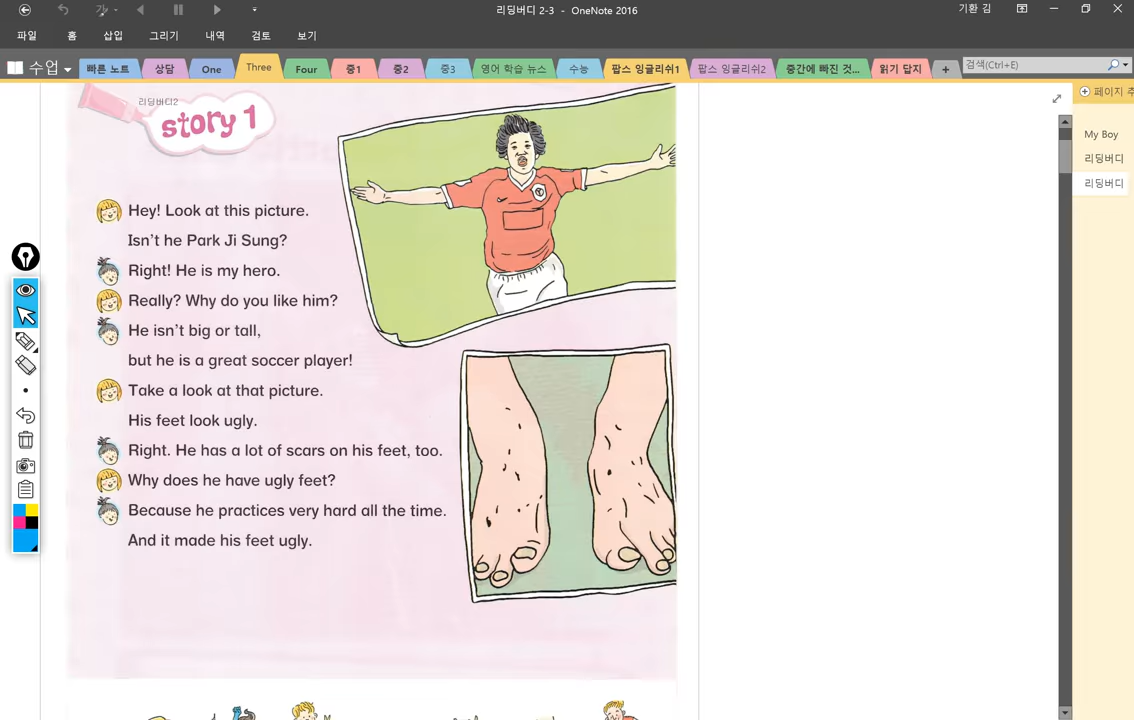 리딩버디 2-3 - OneNote 2016
기환 김
파일 홈 삽입 그리기 내역 검토 보기
수업 빠른 노트 상담 One Three Four 중1 중2 중3 영어 학습 뉴스 수능 팝스 잉글리쉬1 팝스 잉글리쉬2 중간에 빠진 것... 읽기 답지 + 검색(Ctrl+E)
페이지 추
My Boy
리딩버디
리딩버디
리딩버디2
story 1
Hey! Look at this picture.
Isn't he Park Ji Sung?
Right! He is my hero.
Really? Why do you like him?
He isn't big or tall,
but he is a great soccer player!
Take a look at that picture.
His feet look ugly.
Right. He has a lot of scars on his feet, too.
Why does he have ugly feet?
Because he practices very hard all the time.
And it made his feet ugly.